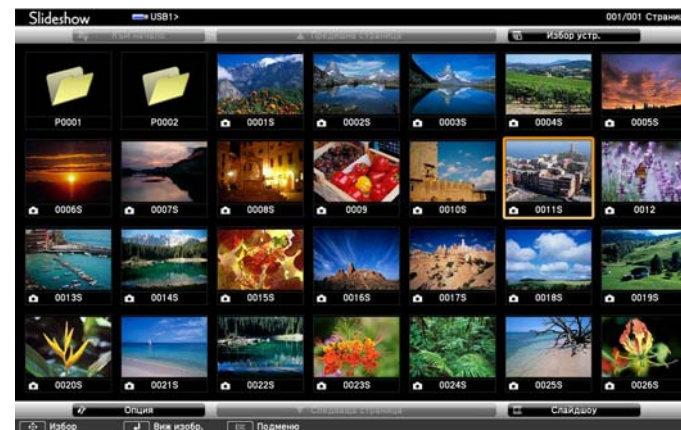 Slideshow USB1> 001/001 Страни
Към начало Предишна страница Избор устр.
P0001 P0002 0001S 0002S 0003S 0004S 0005S
0006S 0007S 0008S 0009 0010S 0011S 0012
0013S 0014S 0015S 0016S 0017S 0018S 0019S
0020S 0021S 0022S 0023S 0024S 0025S 0026S
Опция Следваща страница Слайдшоу
Избор Виж изобр. Подменю